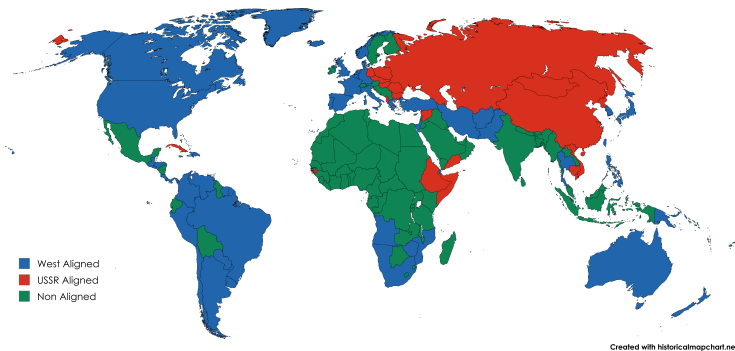 West Aligned
USSR Aligned
Non Aligned
Created with historicalmapchart.ne